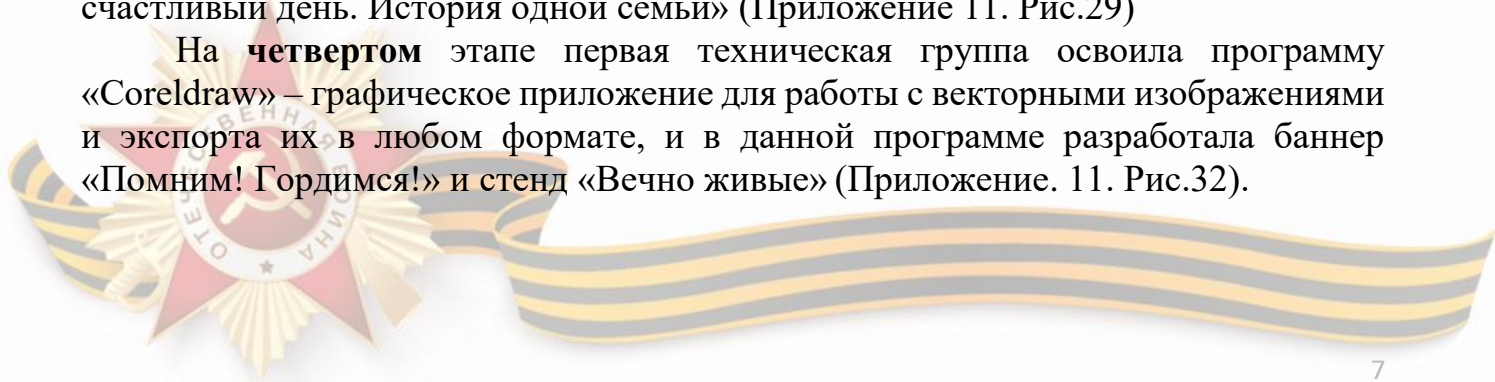 счастливый день. История одной семьи» (Приложение 11. Рис.29)
На четвертом этапе первая техническая группа освоила программу
«Coreldraw» – графическое приложение для работы с векторными изображениями
и экспорта их в любом формате, и в данной программе разработала баннер
«Помним! Гордимся!» и стенд «Вечно живые» (Приложение. 11. Рис.32).
ОТЕЧЕСТВЕННАЯ ВОЙНА
7